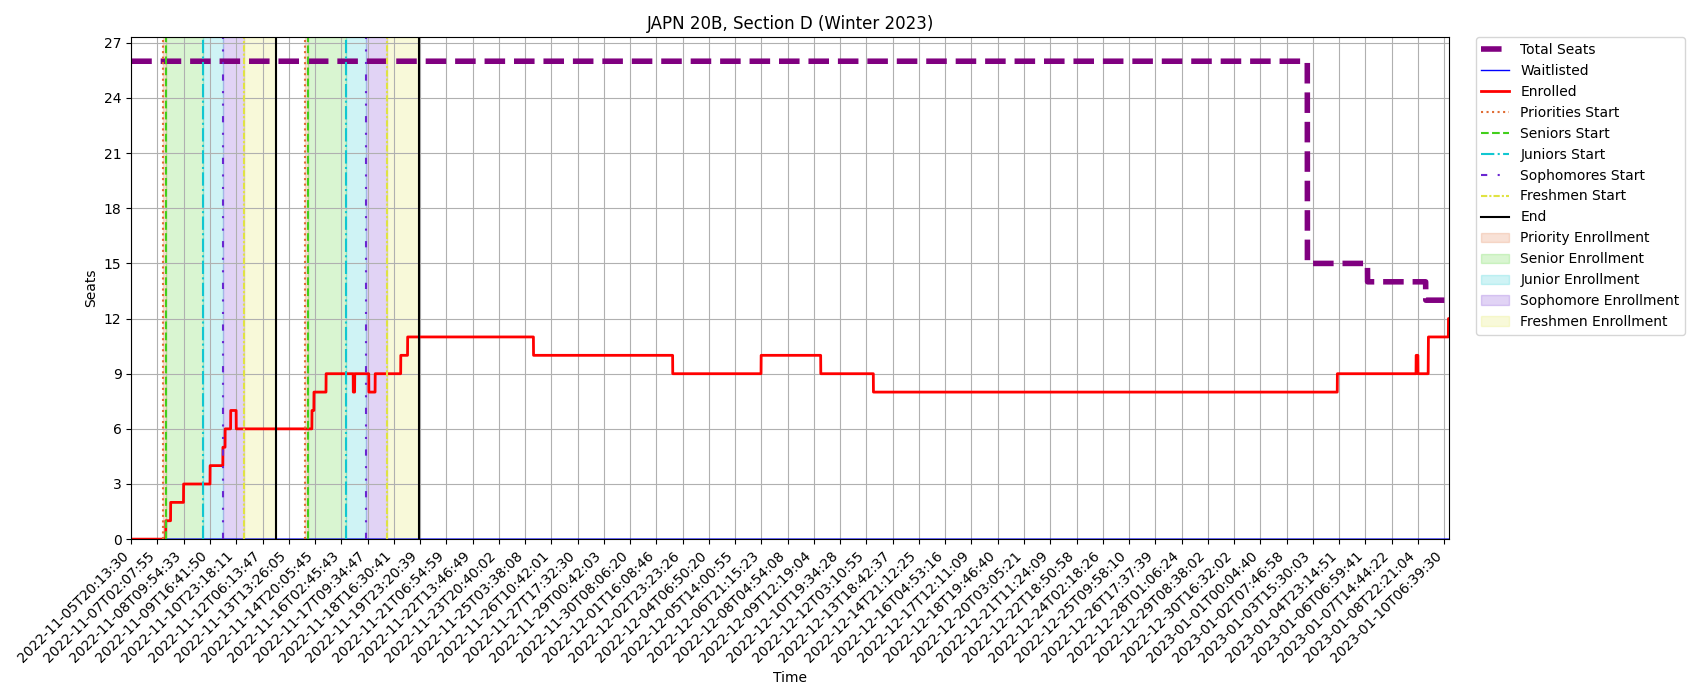 JAPN 20B, Section D (Winter 2023)
27
24
21
18
15
12
9
6
3
0
Seats
2022-11-05T20:13:30
2022-11-07T02:07:55
2022-11-08T09:54:33
2022-11-09T16:41:50
2022-11-10T23:18:11
2022-11-12T06:13:47
2022-11-13T13:26:05
2022-11-14T20:05:45
2022-11-16T02:45:43
2022-11-17T09:34:47
2022-11-18T16:30:41
2022-11-19T23:20:39
2022-11-21T06:54:59
2022-11-23T13:46:49
2022-11-23T20:40:02
2022-11-25T03:38:08
2022-11-26T10:42:01
2022-11-27T17:32:30
2022-11-29T00:42:03
2022-11-30T08:06:20
2022-12-01T16:08:46
2022-12-02T23:23:26
2022-12-04T06:50:20
2022-12-05T14:00:55
2022-12-06T21:15:23
2022-12-08T04:54:08
2022-12-09T12:19:04
2022-12-10T19:34:28
2022-12-12T03:10:55
2022-12-13T18:42:37
2022-12-14T21:12:25
2022-12-16T04:53:16
2022-12-17T12:11:09
2022-12-18T19:46:40
2022-12-20T03:05:21
2022-12-21T11:24:09
2022-12-22T18:50:58
2022-12-24T02:18:26
2022-12-25T09:58:10
2022-12-26T17:37:39
2022-12-28T01:06:24
2022-12-29T08:38:02
2022-12-30T16:32:02
2023-01-01T00:04:40
2023-01-02T07:46:58
2023-01-03T15:30:03
2023-01-04T23:14:51
2023-01-06T06:59:41
2023-01-07T14:44:22
2023-01-08T22:21:04
2023-01-10T06:39:30
Time
Total Seats
Waitlisted
Enrolled
Priorities Start
Seniors Start
Juniors Start
Sophomores Start
Freshmen Start
End
Priority Enrollment
Senior Enrollment
Junior Enrollment
Sophomore Enrollment
Freshmen Enrollment